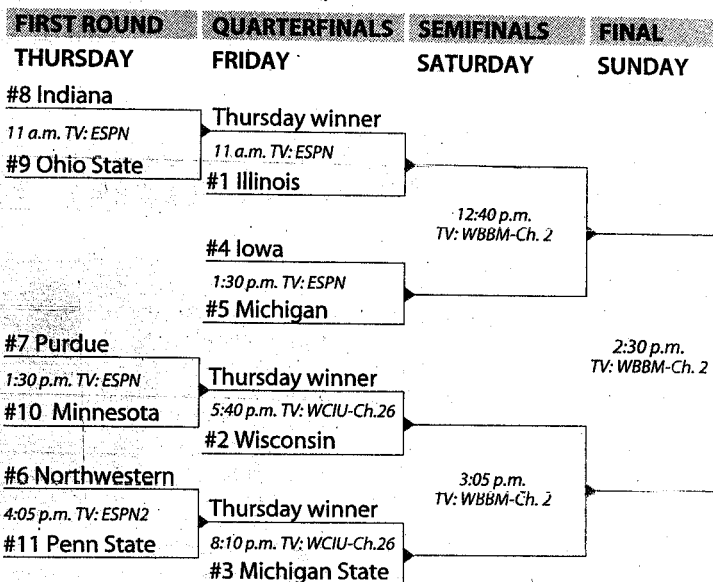 FIRST ROUND
THURSDAY
#8 Indiana
11 a.m. TV: ESPN
#9 Ohio State
#7 Purdue
1:30 p.m. TV: ESPN
#10 Minnesota
#6 Northwestern
4:05 p.m. TV: ESPN2
#11 Penn State
QUARTERFINALS
FRIDAY
Thursday winner
11 a.m. TV: ESPN
#1 Illinois
#4 Iowa
1:30 p.m. TV: ESPN
#5 Michigan
Thursday winner
5:40 p.m. TV: WCIU-Ch.26
#2 Wisconsin
Thursday winner
8:10 p.m. TV: WCIU-Ch.26
#3 Michigan State
SEMIFINALS
SATURDAY
12:40 p.m.
TV: WBBM-Ch. 2
3:05 p.m.
TV: WBBM-Ch. 2
FINAL
SUNDAY
2:30 p.m.
TV: WBBM-Ch. 2